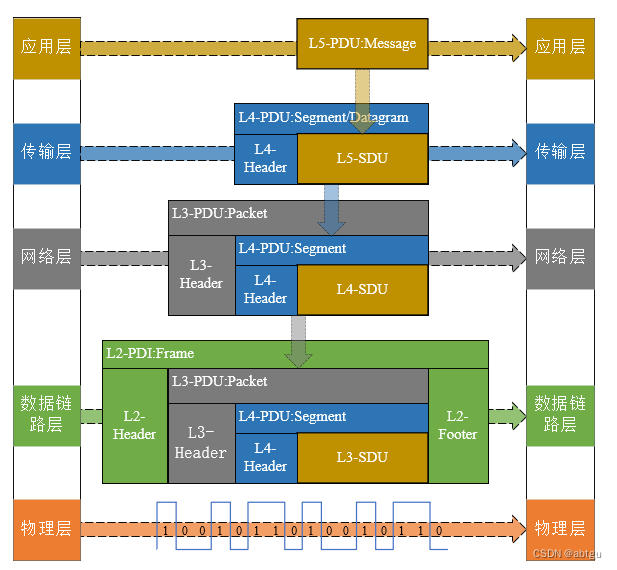 应用层
L5-PDU:Message
应用层
L4-PDU:Segment/Datagram
传输层
L4-
Header
L5-SDU
传输层
L3-PDU:Packet
网络层
L3-
Header
L4-PDU:Segment
L4-
Header
L4-SDU
网络层
L2-PDI:Frame
L3-PDU:Packet
数据链
路层
L2-
Header
L3-
Header
L4-PDU:Segment
L4-
Header
L3-SDU
L2-
Footer
数据链
路层
物理层
1 0 0 1 0 1 1 0 1 0 0 1 0 1 1 0
物理层
CSDN @abtgu